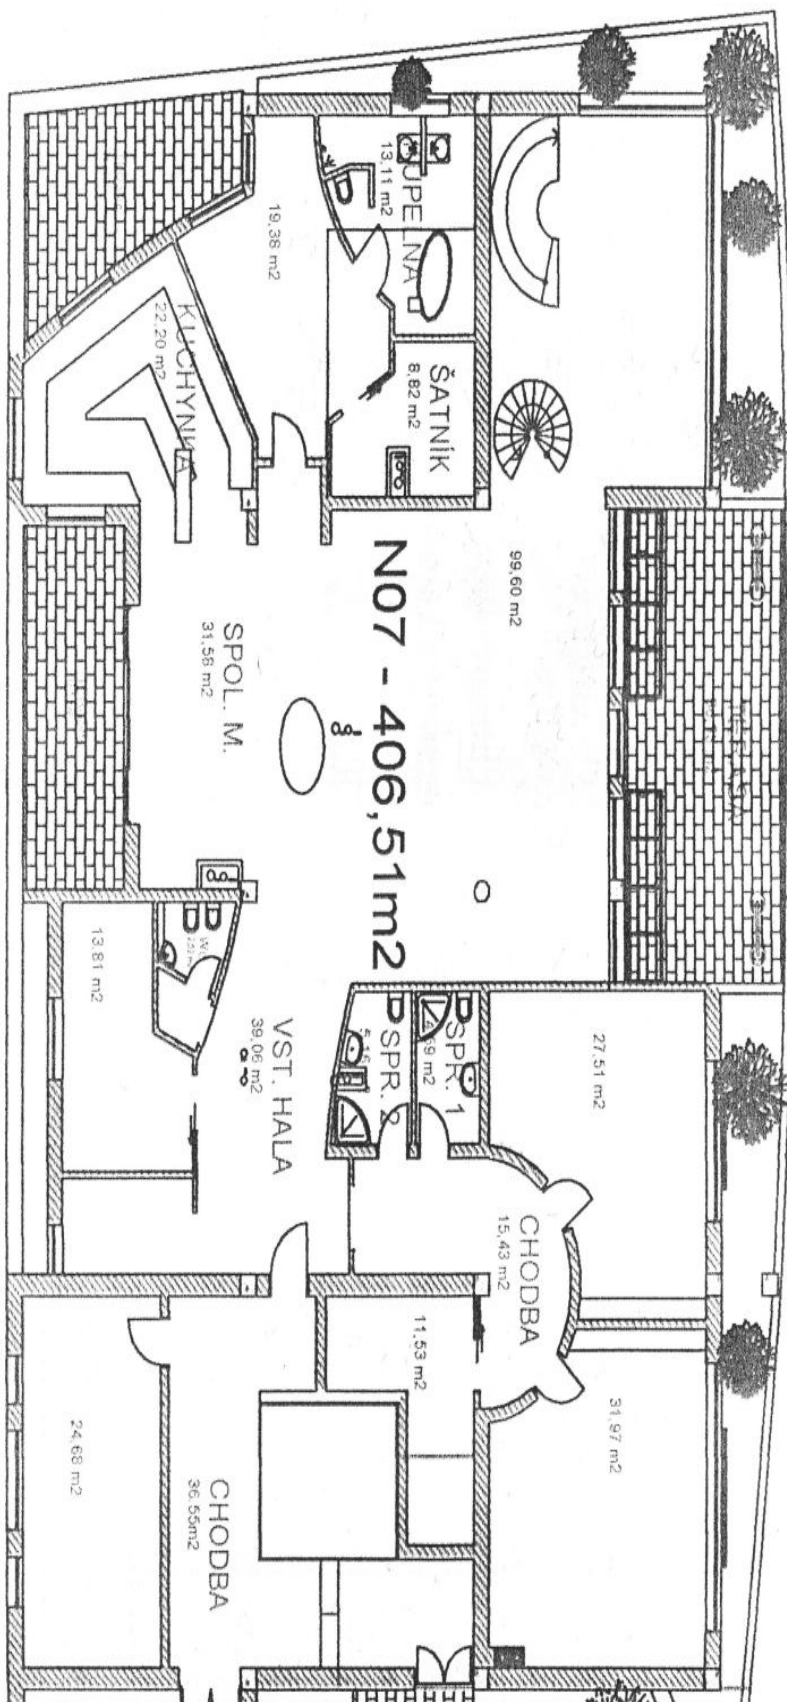 N07 - 406,51m2
19,38 m2
13,11 m2
KUCHYNKA
22,20 m2
ŠATNÍK
8,82 m2
99,60 m2
SPOL. M.
31,58 m2
TERASA
13,81 m2
VST. HALA
39,06 m2
SPR. 2
SPR. 1
27,51 m2
CHODBA
15,43 m2
11,53 m2
31,97 m2
24,68 m2
CHODBA
36,55m2